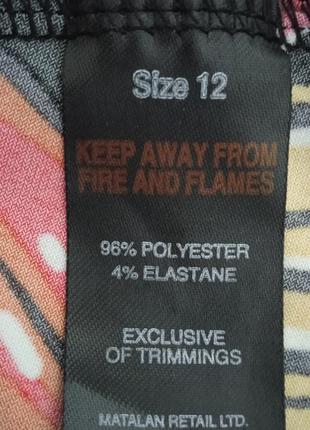 Size 12
KEEP AWAY FROM
FIRE AND FLAMES
96% POLYESTER
4% ELASTANE
EXCLUSIVE
OF TRIMMINGS
MATALAN RETAIL LTD.